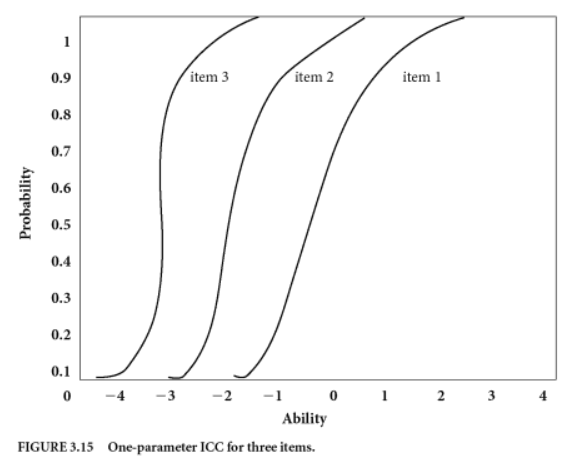 1
0.9
item 3
item 2
item 1
0.8
0.7
0.6
Probability
0.5
0.4
0.3
0.2
0.1
0 −4 −3 −2 −1 0 1 2 3 4
Ability
FIGURE 3.15 One-parameter ICC for three items.